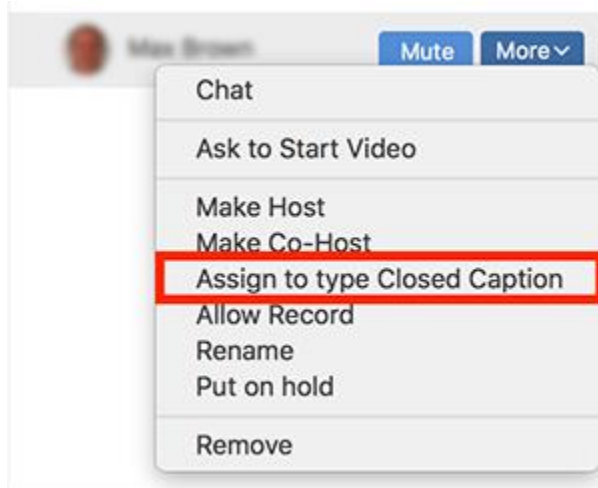 Mute More
Chat
Ask to Start Video
Make Host
Make Co-Host
Assign to type Closed Caption
Allow Record
Rename
Put on hold
Remove